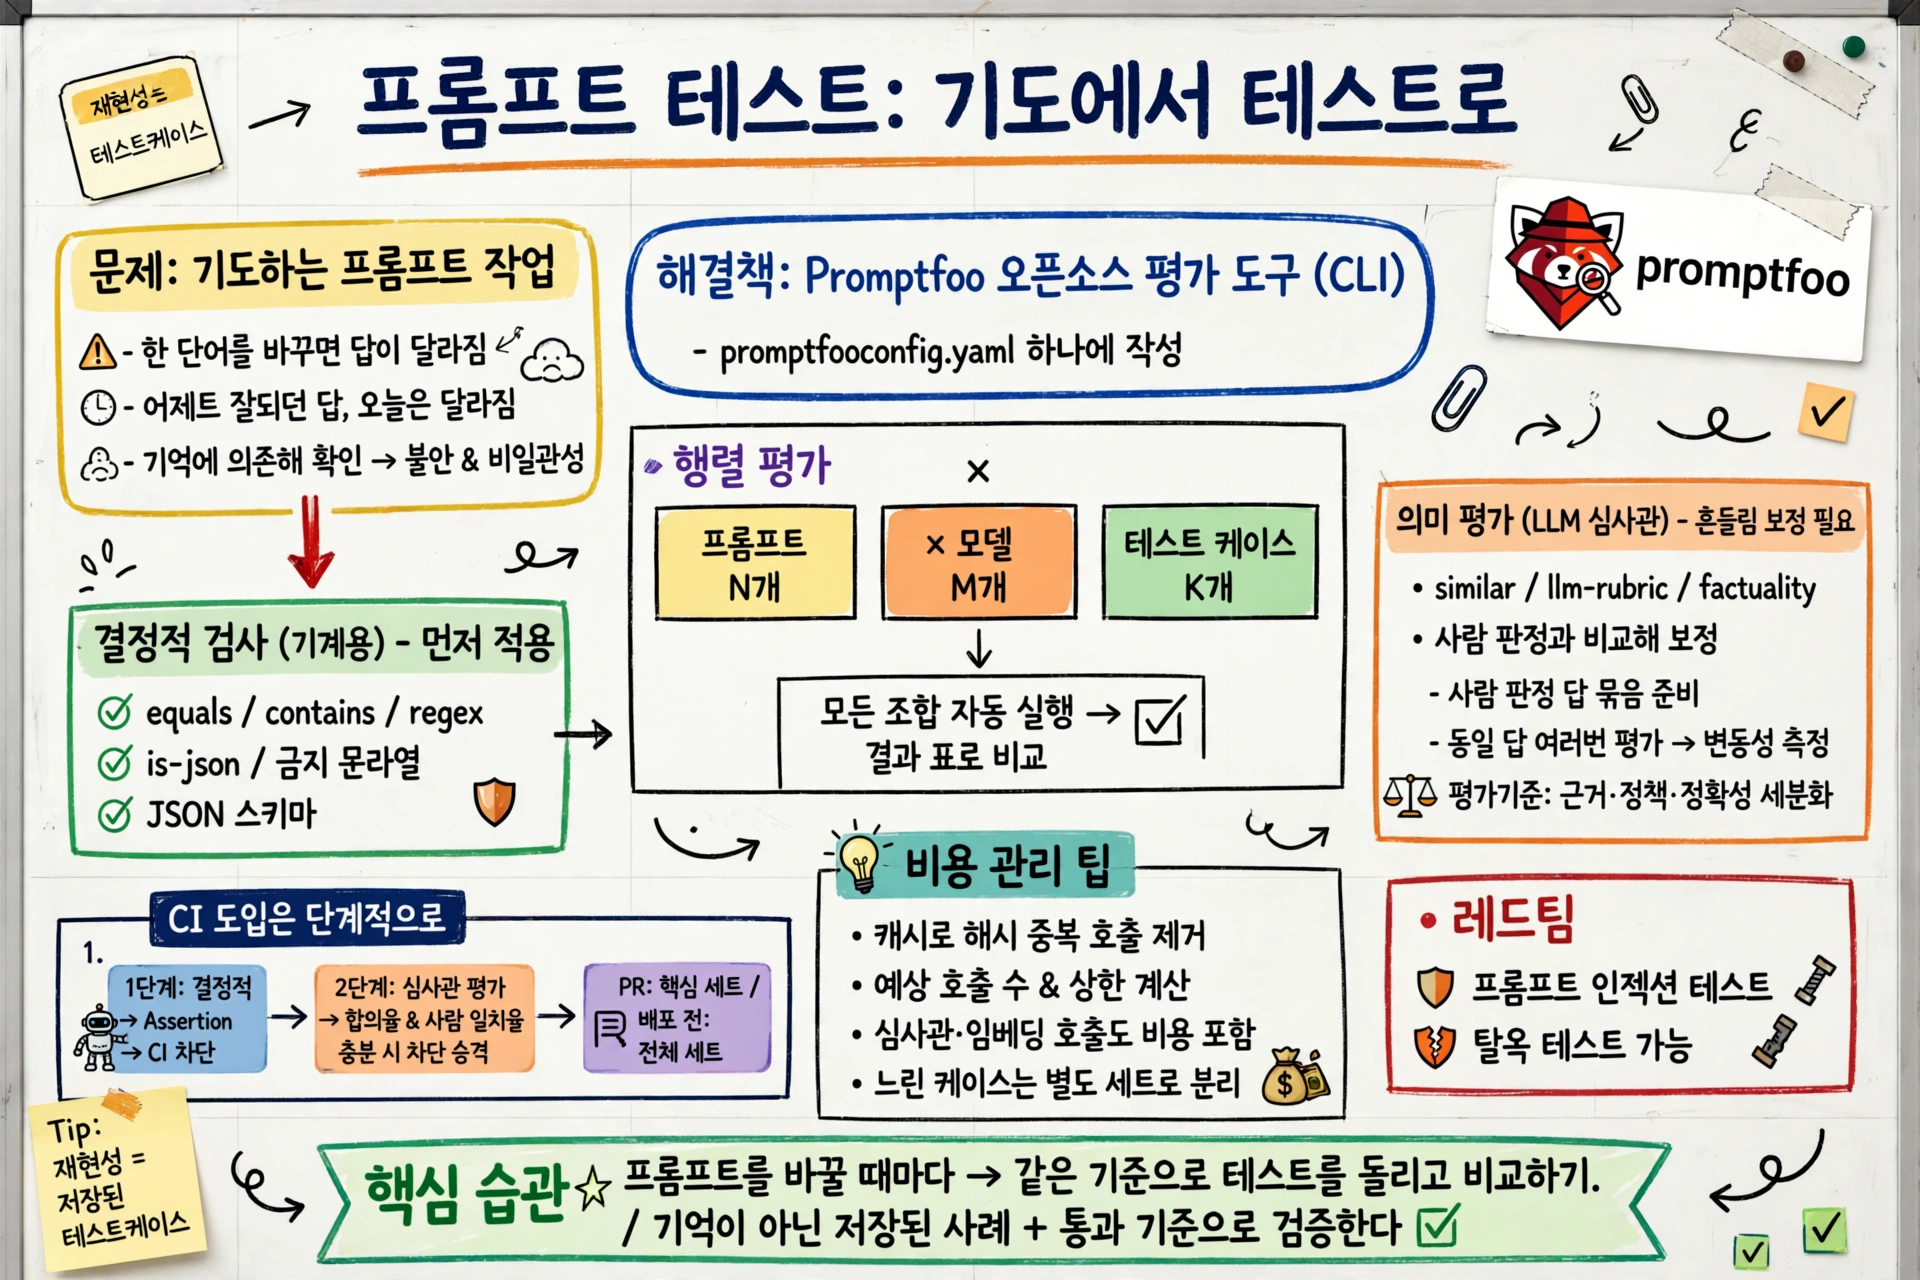 재현성=
테스트케이스
프롬프트 테스트: 기도에서 테스트로
promptfoo
문제: 기도하는 프롬프트 작업
- 한 단어를 바꾸면 답이 달라짐
- 어제트 잘되던 답, 오늘은 달라짐
- 기억에 의존해 확인 → 불안 & 비일관성
해결책: Promptfoo 오픈소스 평가 도구 (CLI)
- promptfooconfig.yaml 하나에 작성
행렬 평가
×
프롬프트
N개
× 모델
M개
테스트 케이스
K개
모든 조합 자동 실행 →
결과 표로 비교
결정적 검사 (기계용) - 먼저 적용
equals / contains / regex
is-json / 금지 문라열
JSON 스키마
의미 평가 (LLM 심사관) - 흔들림 보정 필요
• similar / llm-rubric / factuality
• 사람 판정과 비교해 보정
- 사람 판정 답 묶음 준비
- 동일 답 여러번 평가 → 변동성 측정
평가기준: 근거·정책·정확성 세분화
CI 도입은 단계적으로
1.
1단계: 결정적
→ Assertion
→ CI 차단
2단계: 심사관 평가
→ 합의율 & 사람 일치율
충분 시 차단 승격
PR: 핵심 세트 /
배포 전:
전체 세트
비용 관리 팁
• 캐시로 해시 중복 호출 제거
• 예상 호출 수 & 상한 계산
• 심사관·임베딩 호출도 비용 포함
• 느린 케이스는 별도 세트로 분리
$
• 레드팀
프롬프트 인젝션 테스트
탈옥 테스트 가능
Tip:
재현성 =
저장된
테스트케이스
핵심 습관 ☆ 프롬프트를 바꿀 때마다 → 같은 기준으로 테스트를 돌리고 비교하기.
/ 기억이 아닌 저장된 사례 + 통과 기준으로 검증한다